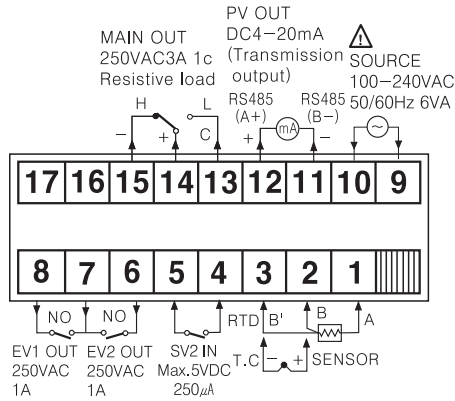 MAIN OUT
250VAC3A 1c
Resistive load
PV OUT
DC4-20mA
(Transmission
output)
SOURCE
100-240VAC
50/60Hz 6VA
H
L
C
RS485
(A+)
RS485
(B-)
mA
- + + -
17 16 15 14 13 12 11 10 9
8 7 6 5 4 3 2 1
NO NO
RTD B' B A
T.C - + SENSOR
EV1 OUT
250VAC
1A
EV2 OUT
250VAC
1A
SV2 IN
Max.5VDC
250μA